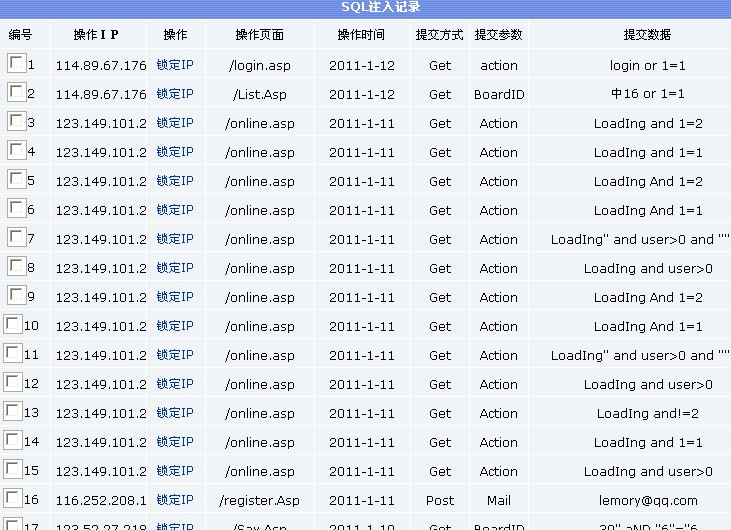 SQL注入记录
编号 操作ＩＰ 操作 操作页面 操作时间 提交方式 提交参数 提交数据
1 114.89.67.176 锁定IP /login.asp 2011-1-12 Get action login or 1=1
2 114.89.67.176 锁定IP /List.Asp 2011-1-12 Get BoardID 中16 or 1=1
3 123.149.101.2 锁定IP /online.asp 2011-1-11 Get Action LoadIng and 1=2
4 123.149.101.2 锁定IP /online.asp 2011-1-11 Get Action LoadIng and 1=1
5 123.149.101.2 锁定IP /online.asp 2011-1-11 Get Action LoadIng And 1=2
6 123.149.101.2 锁定IP /online.asp 2011-1-11 Get Action LoadIng And 1=1
7 123.149.101.2 锁定IP /online.asp 2011-1-11 Get Action LoadIng" and user>0 and ""
8 123.149.101.2 锁定IP /online.asp 2011-1-11 Get Action LoadIng and user>0
9 123.149.101.2 锁定IP /online.asp 2011-1-11 Get Action LoadIng And 1=2
10 123.149.101.2 锁定IP /online.asp 2011-1-11 Get Action LoadIng And 1=1
11 123.149.101.2 锁定IP /online.asp 2011-1-11 Get Action LoadIng" and user>0 and ""
12 123.149.101.2 锁定IP /online.asp 2011-1-11 Get Action LoadIng and user>0
13 123.149.101.2 锁定IP /online.asp 2011-1-11 Get Action LoadIng and!=2
14 123.149.101.2 锁定IP /online.asp 2011-1-11 Get Action LoadIng and 1=1
15 123.149.101.2 锁定IP /online.asp 2011-1-11 Get Action LoadIng and user>0
16 116.252.208.1 锁定IP /register.Asp 2011-1-11 Post Mail lemory@qq.com
17 123.52.27.218 锁定IP /Say.Asp 2011-1-10 Get BoardID 30" aND "6"="6